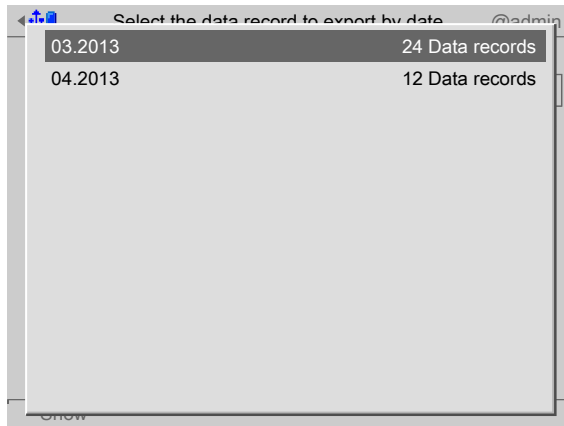 Select the data record to export by date @admin
03.2013 24 Data records
04.2013 12 Data records
Show